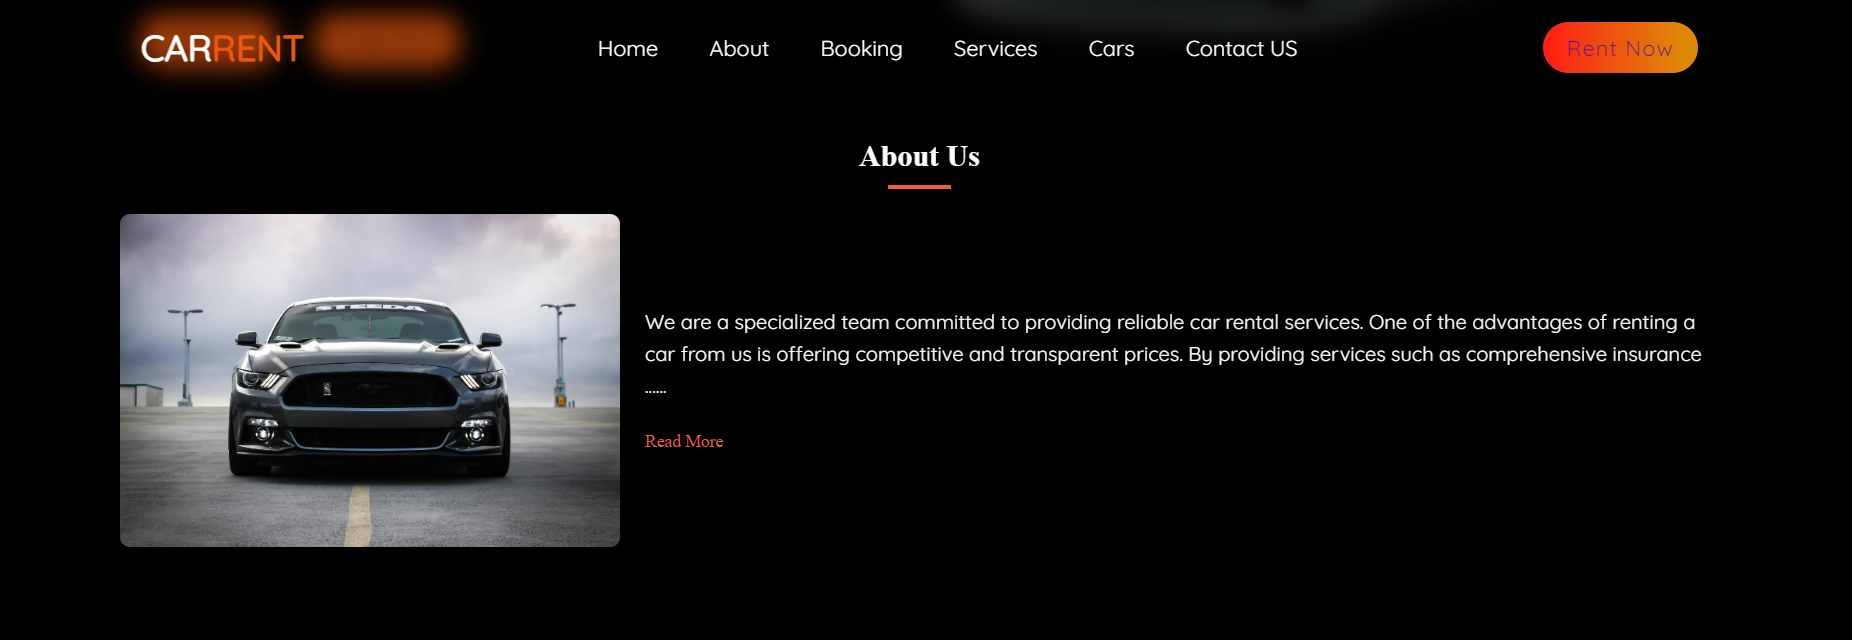 CARRENT
Home About Booking Services Cars Contact US
Rent Now
About Us
STEEDA
We are a specialized team committed to providing reliable car rental services. One of the advantages of renting a
car from us is offering competitive and transparent prices. By providing services such as comprehensive insurance
......
Read More